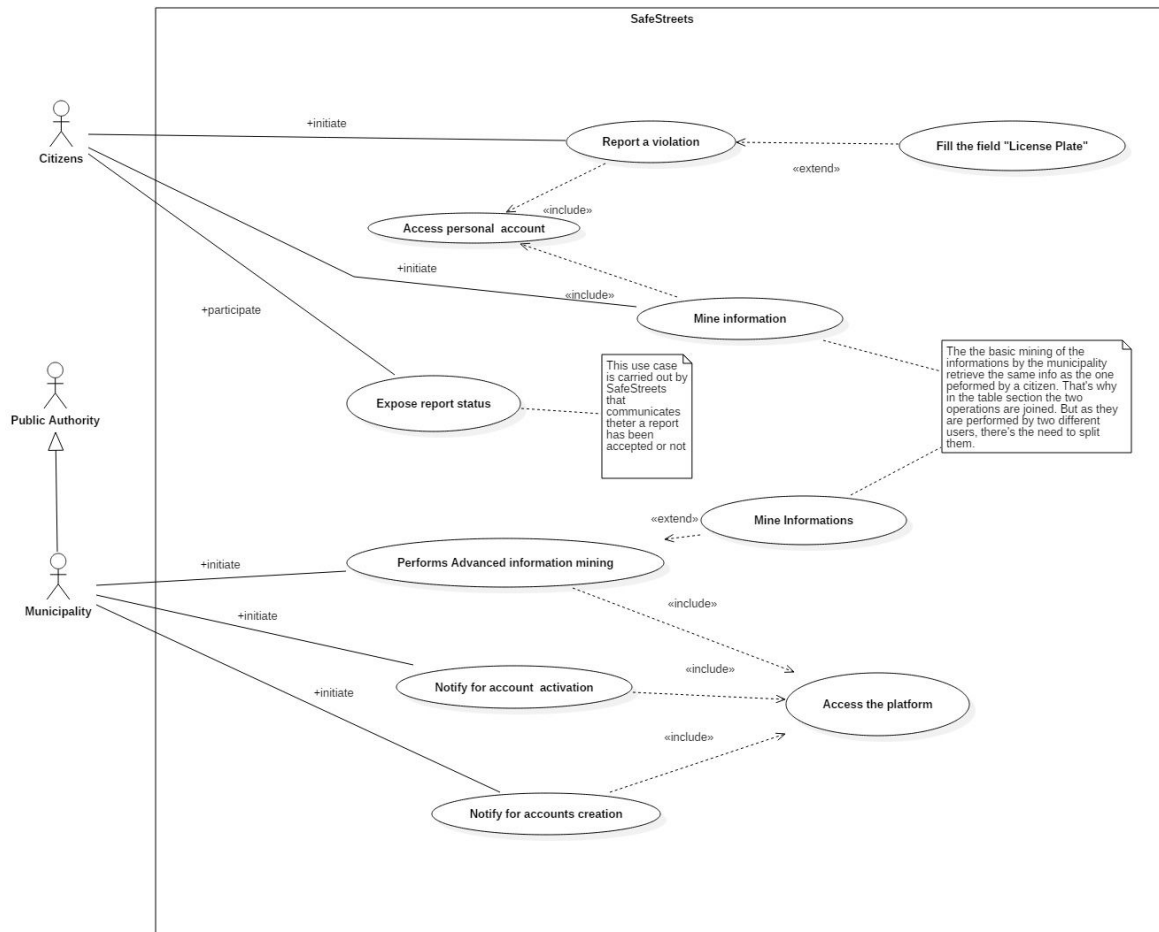 SafeStreets
+initiate
Report a violation
Fill the field "License Plate"
Citizens
«extend»
«include»
Access personal account
+initiate
«include»
+participate
Mine information
This use case
is carried out by
SafeStreets
that
communicates
theter a report
has been
accepted or not
The the basic mining of the
informations by the municipality
retrieve the same info as the one
peformed by a citizen. That's why
in the table section the two
operations are joined. But as they
are performed by two different
users, there's the need to split
them.
Expose report status
Public Authority
«extend»
Mine Informations
+initiate
Performs Advanced information mining
Municipality
«include»
+initiate
«include»
Notify for account activation
+initiate
Access the platform
«include»
Notify for accounts creation